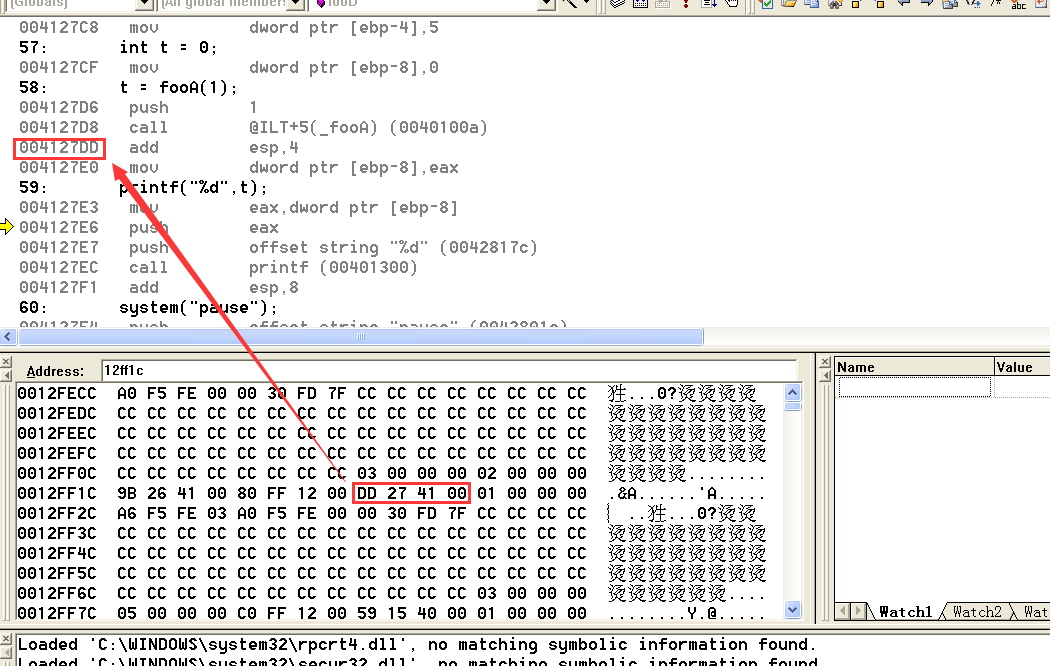 [Globals] [All global members fooD
004127C8 mov dword ptr [ebp-4],5
57: int t = 0;
004127CF mov dword ptr [ebp-8],0
58: t = fooA(1);
004127D6 push 1
004127D8 call @ILT+5(_fooA) (0040100a)
004127DD add esp,4
004127E0 mov dword ptr [ebp-8],eax
59: printf("%d",t);
004127E3 mov eax,dword ptr [ebp-8]
004127E6 push eax
004127E7 push offset string "%d" (0042817c)
004127EC call printf (00401300)
004127F1 add esp,8
60: system("pause");
004127F4 push offset string "pause" (0042801c)
Address: 12ff1c
Name Value
0012FECC A0 F5 FE 00 00 30 FD 7F CC CC CC CC CC CC CC CC ...0?烫烫烫烫
0012FEDC CC CC CC CC CC CC CC CC CC CC CC CC CC CC CC CC 烫烫烫烫烫烫烫烫
0012FEEC CC CC CC CC CC CC CC CC CC CC CC CC CC CC CC CC 烫烫烫烫烫烫烫烫
0012FEFC CC CC CC CC CC CC CC CC CC CC CC CC CC CC CC CC 烫烫烫烫烫烫烫烫
0012FF0C CC CC CC CC CC CC CC CC 03 00 00 00 02 00 00 00 烫烫烫烫........
0012FF1C 9B 26 41 00 80 FF 12 00 DD 27 41 00 01 00 00 00 .&A......'A.....
0012FF2C A6 F5 FE 03 A0 F5 FE 00 00 30 FD 7F CC CC CC CC ...0?烫烫
0012FF3C CC CC CC CC CC CC CC CC CC CC CC CC CC CC CC CC 烫烫烫烫烫烫烫烫
0012FF4C CC CC CC CC CC CC CC CC CC CC CC CC CC CC CC CC 烫烫烫烫烫烫烫烫
0012FF5C CC CC CC CC CC CC CC CC CC CC CC CC CC CC CC CC 烫烫烫烫烫烫烫烫
0012FF6C CC CC CC CC CC CC CC CC CC CC CC CC 03 00 00 00 烫烫烫烫烫烫....
0012FF7C 05 00 00 00 C0 FF 12 00 59 15 40 00 01 00 00 00 ........Y.@.....
Watch1 Watch2 Wat
Loaded 'C:\WINDOWS\system32\rpcrt4.dll', no matching symbolic information found.
Loaded 'C:\WINDOWS\system32\secur32.dll', no matching symbolic information found.